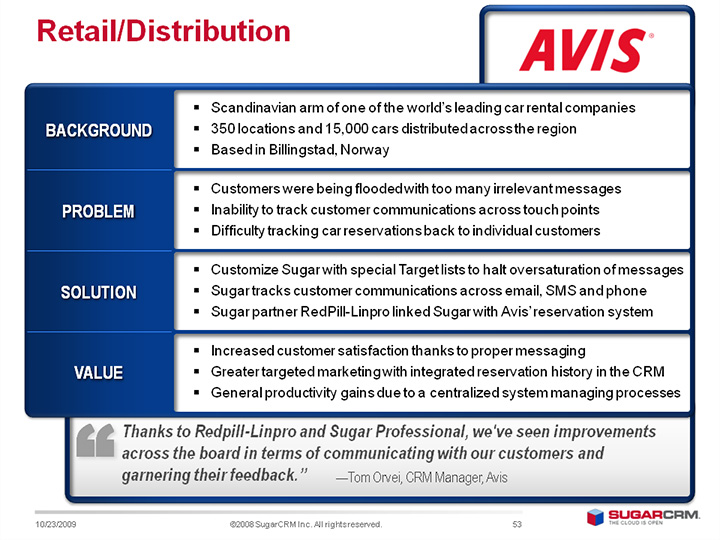 Retail/Distribution
AVIS®
BACKGROUND
▪ Scandinavian arm of one of the world's leading car rental companies
▪ 350 locations and 15,000 cars distributed across the region
▪ Based in Billingstad, Norway
PROBLEM
▪ Customers were being flooded with too many irrelevant messages
▪ Inability to track customer communications across touch points
▪ Difficulty tracking car reservations back to individual customers
SOLUTION
▪ Customize Sugar with special Target lists to halt oversaturation of messages
▪ Sugar tracks customer communications across email, SMS and phone
▪ Sugar partner RedPill-Linpro linked Sugar with Avis' reservation system
VALUE
▪ Increased customer satisfaction thanks to proper messaging
▪ Greater targeted marketing with integrated reservation history in the CRM
▪ General productivity gains due to a centralized system managing processes
“Thanks to Redpill-Linpro and Sugar Professional, we've seen improvements
across the board in terms of communicating with our customers and
garnering their feedback.” —Tom Orvei, CRM Manager, Avis
10/23/2009 ©2008 SugarCRM Inc. All rights reserved. 53
SUGARCRM.
THE CLOUD IS OPEN